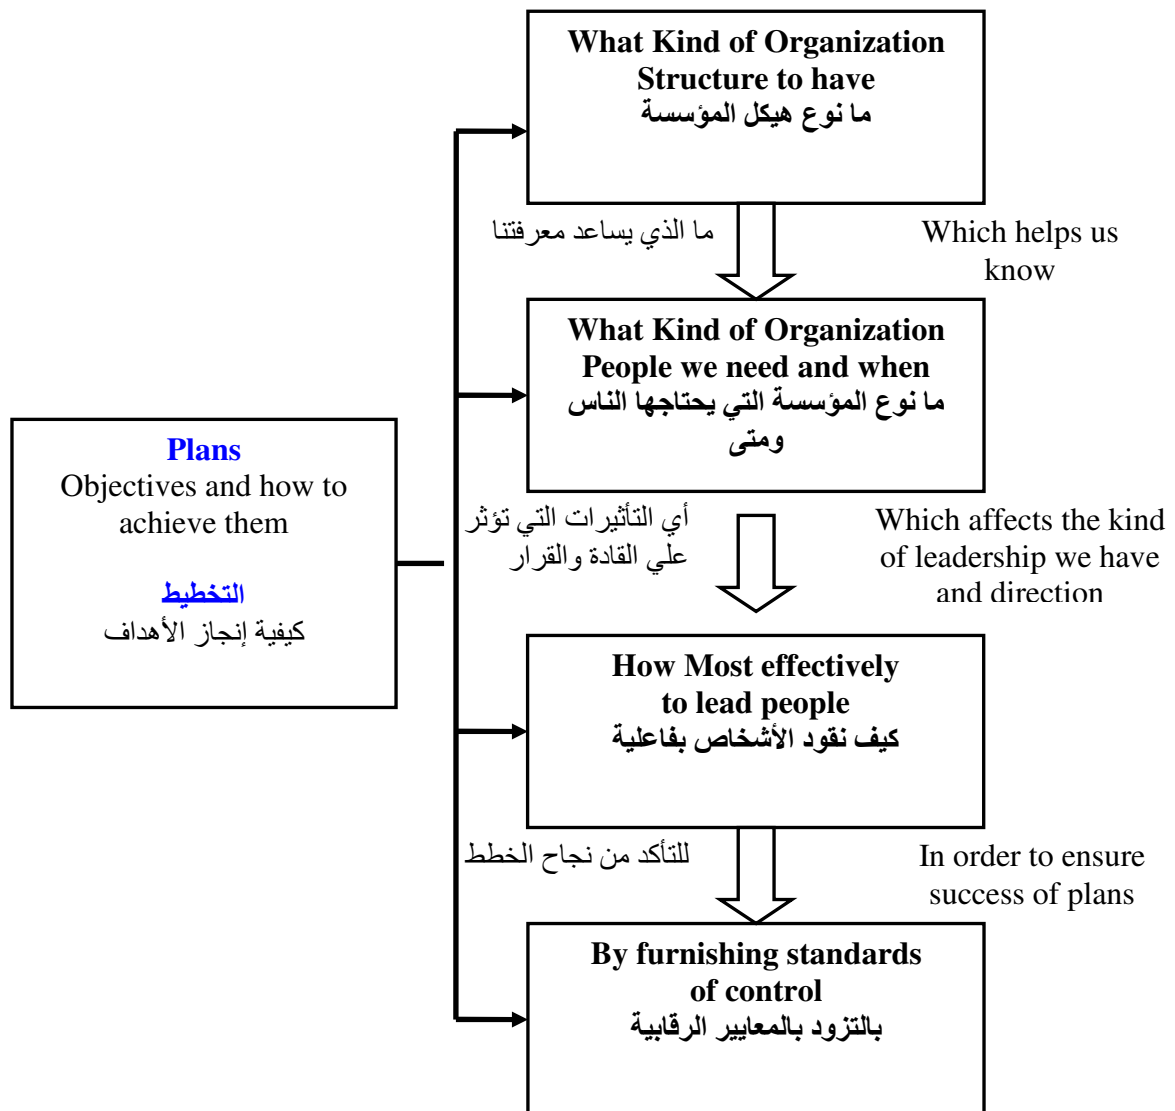 What Kind of Organization
Structure to have
ما نوع هيكل المؤسسة
ما الذي يساعد معرفتنا
Which helps us
know
What Kind of Organization
People we need and when
ما نوع المؤسسة التي يحتاجها الناس
ومتى
Plans
Objectives and how to
achieve them
التخطيط
كيفية إنجاز الأهداف
أي التأثيرات التي تؤثر
علي القادة والقرار
Which affects the kind
of leadership we have
and direction
How Most effectively
to lead people
كيف نقود الأشخاص بفاعلية
للتأكد من نجاح الخطط
In order to ensure
success of plans
By furnishing standards
of control
بالتزود بالمعايير الرقابية